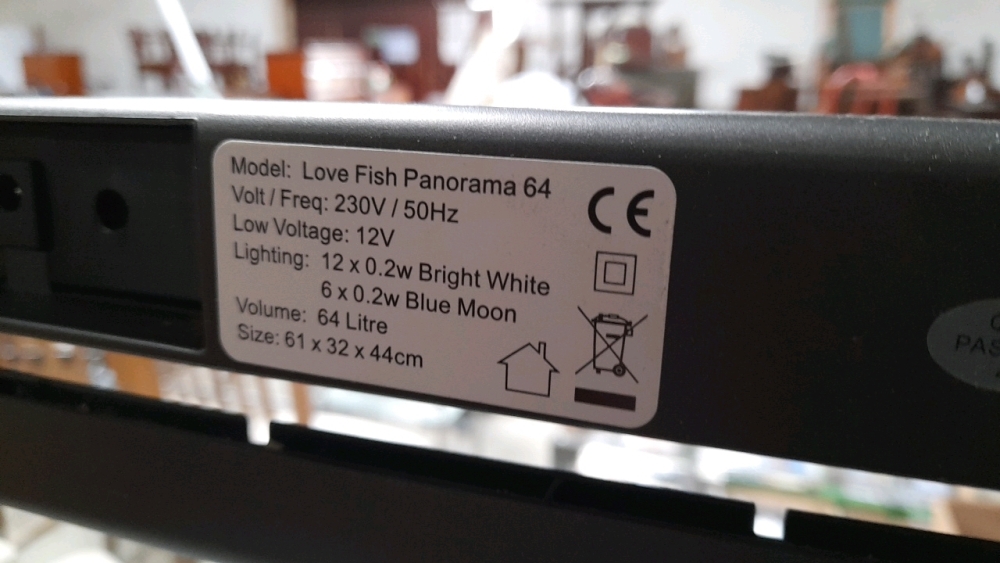 Model: Love Fish Panorama 64
Volt / Freq: 230V / 50Hz
Low Voltage: 12V
Lighting: 12 x 0.2w Bright White
6 x 0.2w Blue Moon
Volume: 64 Litre
Size: 61 x 32 x 44cm
CE